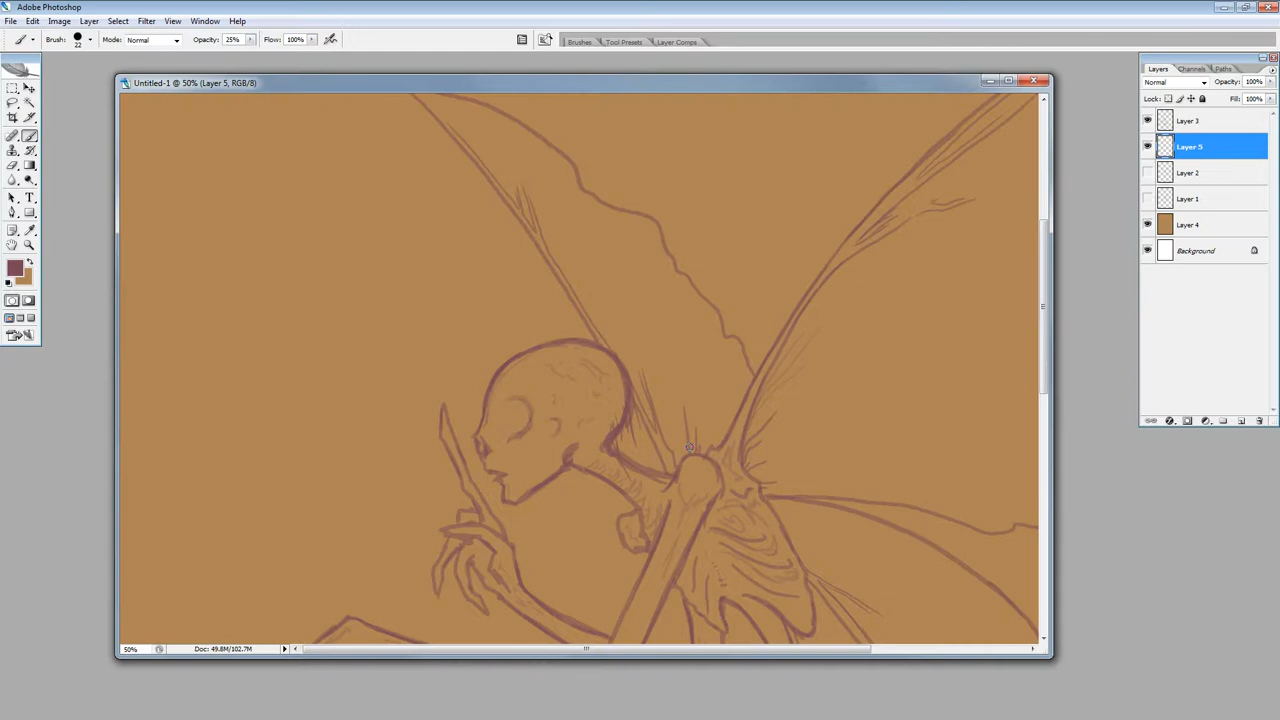 Adobe Photoshop
File Edit Image Layer Select Filter View Window Help
Brush: 22 Mode: Normal Opacity: 25% Flow: 100% Brushes Tool Presets Layer Comps
Untitled-1 @ 50% (Layer 5, RGB/8)
Layers Channels Paths
Normal Opacity: 100%
Lock: Fill: 100%
Layer 3
Layer 5
Layer 2
Layer 1
Layer 4
Background
50% Doc: 49.8M/102.7M